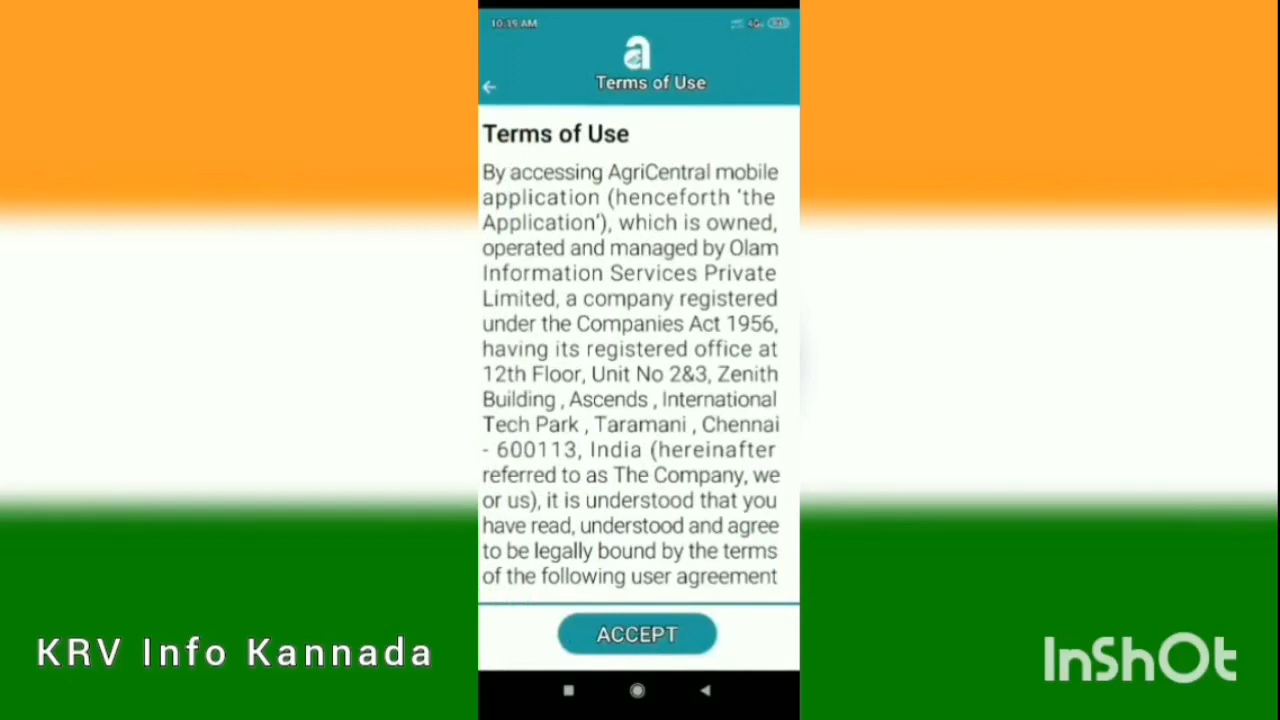 10:35 AM
a
Terms of Use
Terms of Use
By accessing AgriCentral mobile
application (henceforth 'the
Application'), which is owned,
operated and managed by Olam
Information Services Private
Limited, a company registered
under the Companies Act 1956,
having its registered office at
12th Floor, Unit No 2&3, Zenith
Building , Ascends , International
Tech Park , Taramani , Chennai
- 600113, India (hereinafter
referred to as The Company, we
or us), it is understood that you
have read, understood and agree
to be legally bound by the terms
of the following user agreement
ACCEPT
KRV Info Kannada
InShOt